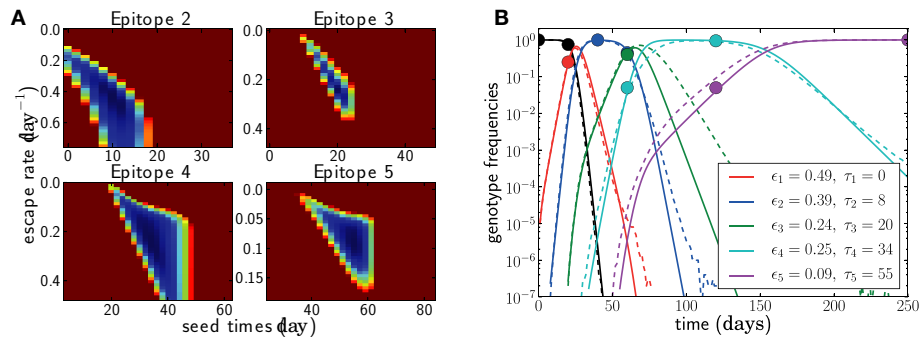 A
Epitope 2
Epitope 3
0.0
0.2
0.4
0.6
0
10
20
30
0.0
0.2
0.4
0
20
40
Epitope 4
Epitope 5
0.0
0.2
0.4
20
40
60
0.0
0.05
0.10
0.15
20
40
60
80
escape rate (day⁻¹)
seed times (day)
B
10⁰
10⁻¹
10⁻²
10⁻³
10⁻⁴
10⁻⁵
10⁻⁶
10⁻⁷
genotype frequencies
ϵ₁ = 0.49, τ₁ = 0
ϵ₂ = 0.39, τ₂ = 8
ϵ₃ = 0.24, τ₃ = 20
ϵ₄ = 0.25, τ₄ = 34
ϵ₅ = 0.09, τ₅ = 55
0
50
100
150
200
250
time (days)